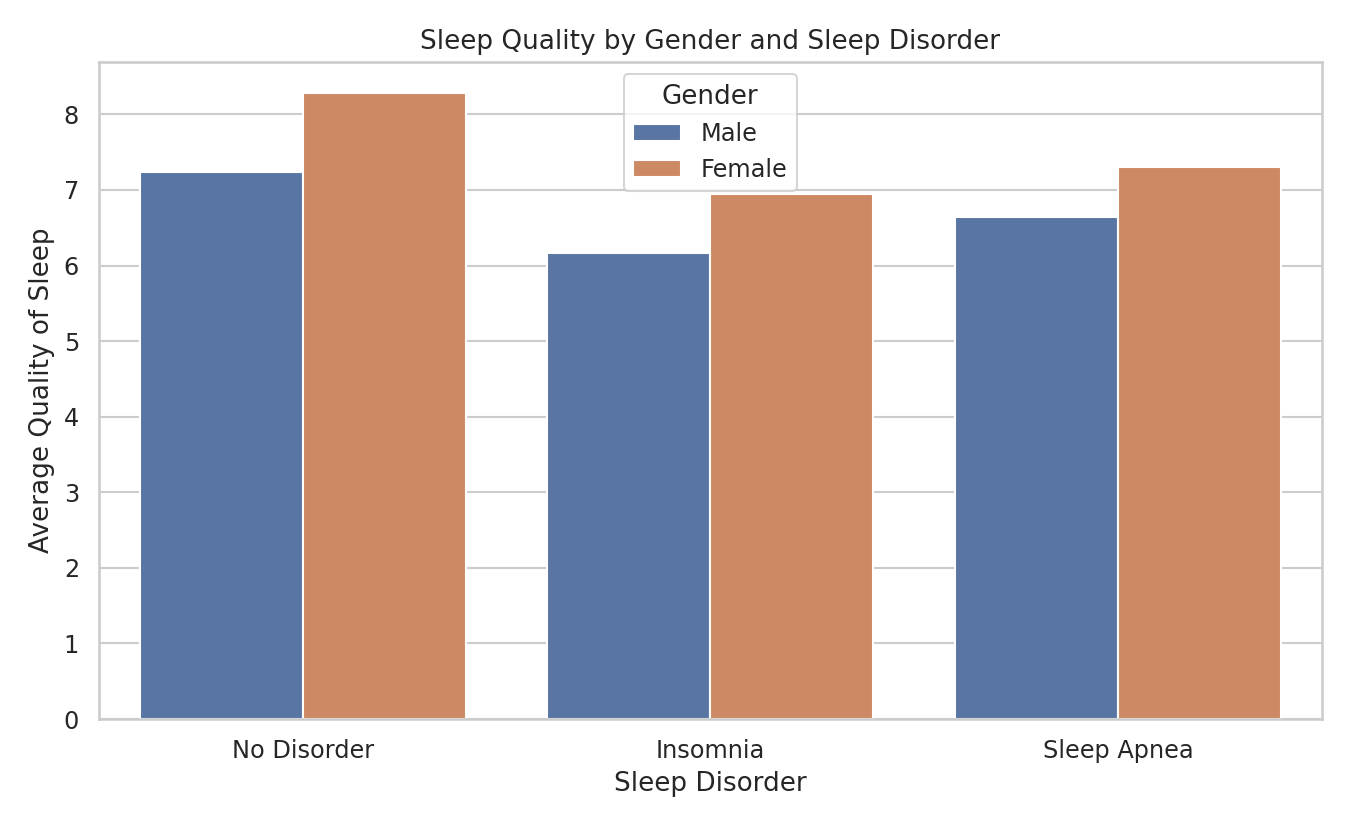 Sleep Quality by Gender and Sleep Disorder
Gender
Male
Female
Average Quality of Sleep
8
7
6
5
4
3
2
1
0
No Disorder
Insomnia
Sleep Apnea
Sleep Disorder